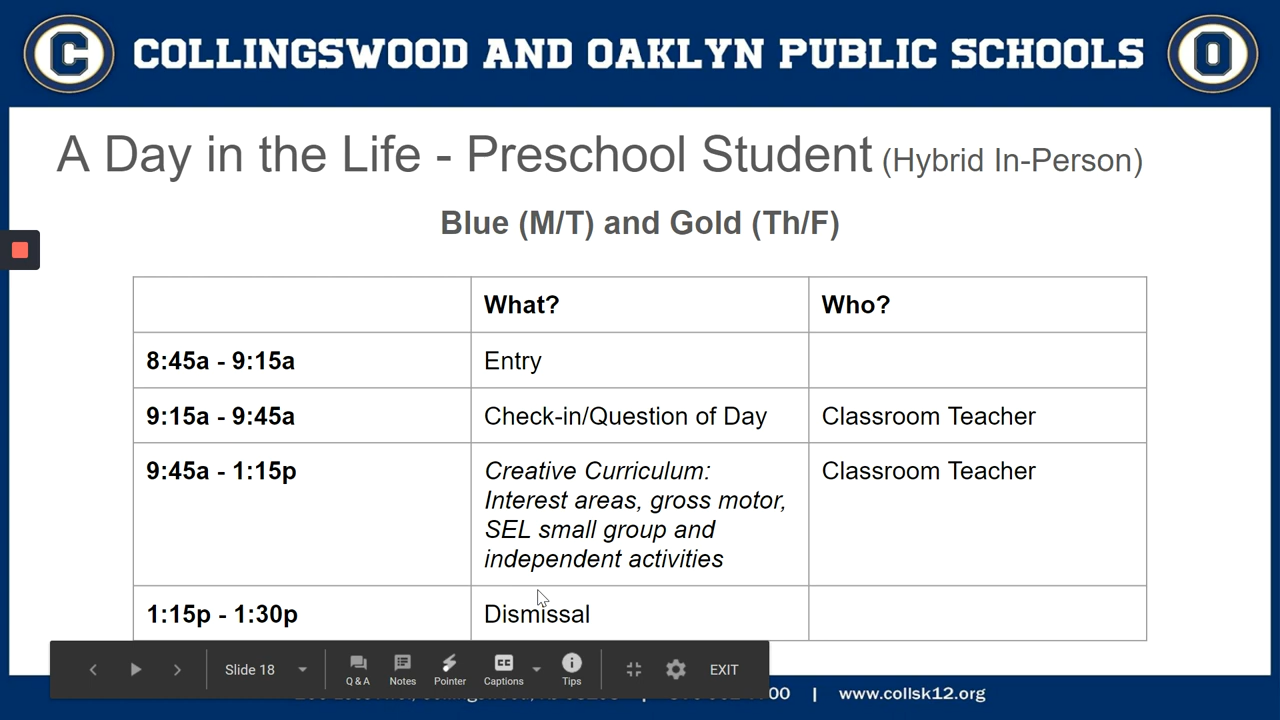 C COLLINGSWOOD AND OAKLYN PUBLIC SCHOOLS O
A Day in the Life - Preschool Student (Hybrid In-Person)
Blue (M/T) and Gold (Th/F)
What? Who?
8:45a - 9:15a Entry
9:15a - 9:45a Check-in/Question of Day Classroom Teacher
9:45a - 1:15p Creative Curriculum: Classroom Teacher
Interest areas, gross motor,
SEL small group and
independent activities
1:15p - 1:30p Dismissal
Slide 18 Q & A Notes Pointer CC Captions Tips EXIT
| www.collsk12.org